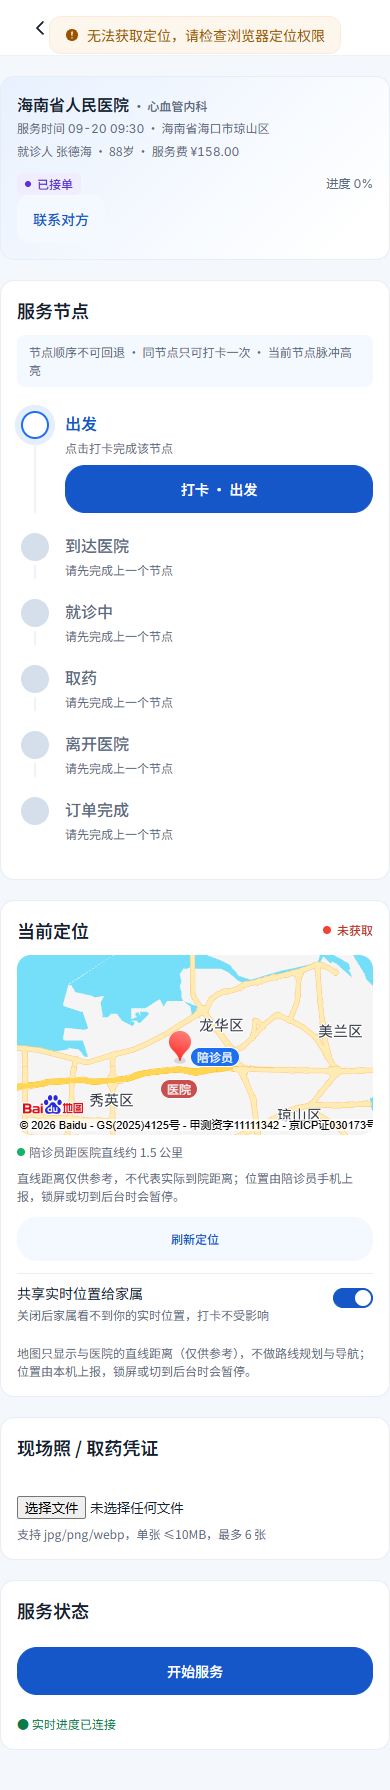 无法获取定位，请检查浏览器定位权限
海南省人民医院 · 心血管内科
服务时间 09-20 09:30 · 海南省海口市琼山区
就诊人 张德海 · 88岁 · 服务费 ¥158.00
已接单
进度 0%
联系对方
服务节点
节点顺序不可回退 · 同节点只可打卡一次 · 当前节点脉冲高
亮
出发
点击打卡完成该节点
打卡 · 出发
到达医院
请先完成上一个节点
就诊中
请先完成上一个节点
取药
请先完成上一个节点
离开医院
请先完成上一个节点
订单完成
请先完成上一个节点
当前定位
未获取
龙华区
美兰区
陪诊员
医院
秀英区
琼山区
Bai du 地图
© 2026 Baidu - GS(2025)4125号 - 甲测资字11111342 - 京ICP证030173号
陪诊员距医院直线约 1.5 公里
直线距离仅供参考，不代表实际到院距离；位置由陪诊员手机上
报，锁屏或切到后台时会暂停。
刷新定位
共享实时位置给家属
关闭后家属看不到你的实时位置，打卡不受影响
地图只显示与医院的直线距离（仅供参考），不做路线规划与导航；
位置由本机上报，锁屏或切到后台时会暂停。
现场照 / 取药凭证
选择文件 未选择任何文件
支持 jpg/png/webp，单张 ≤10MB，最多 6 张
服务状态
开始服务
实时进度已连接